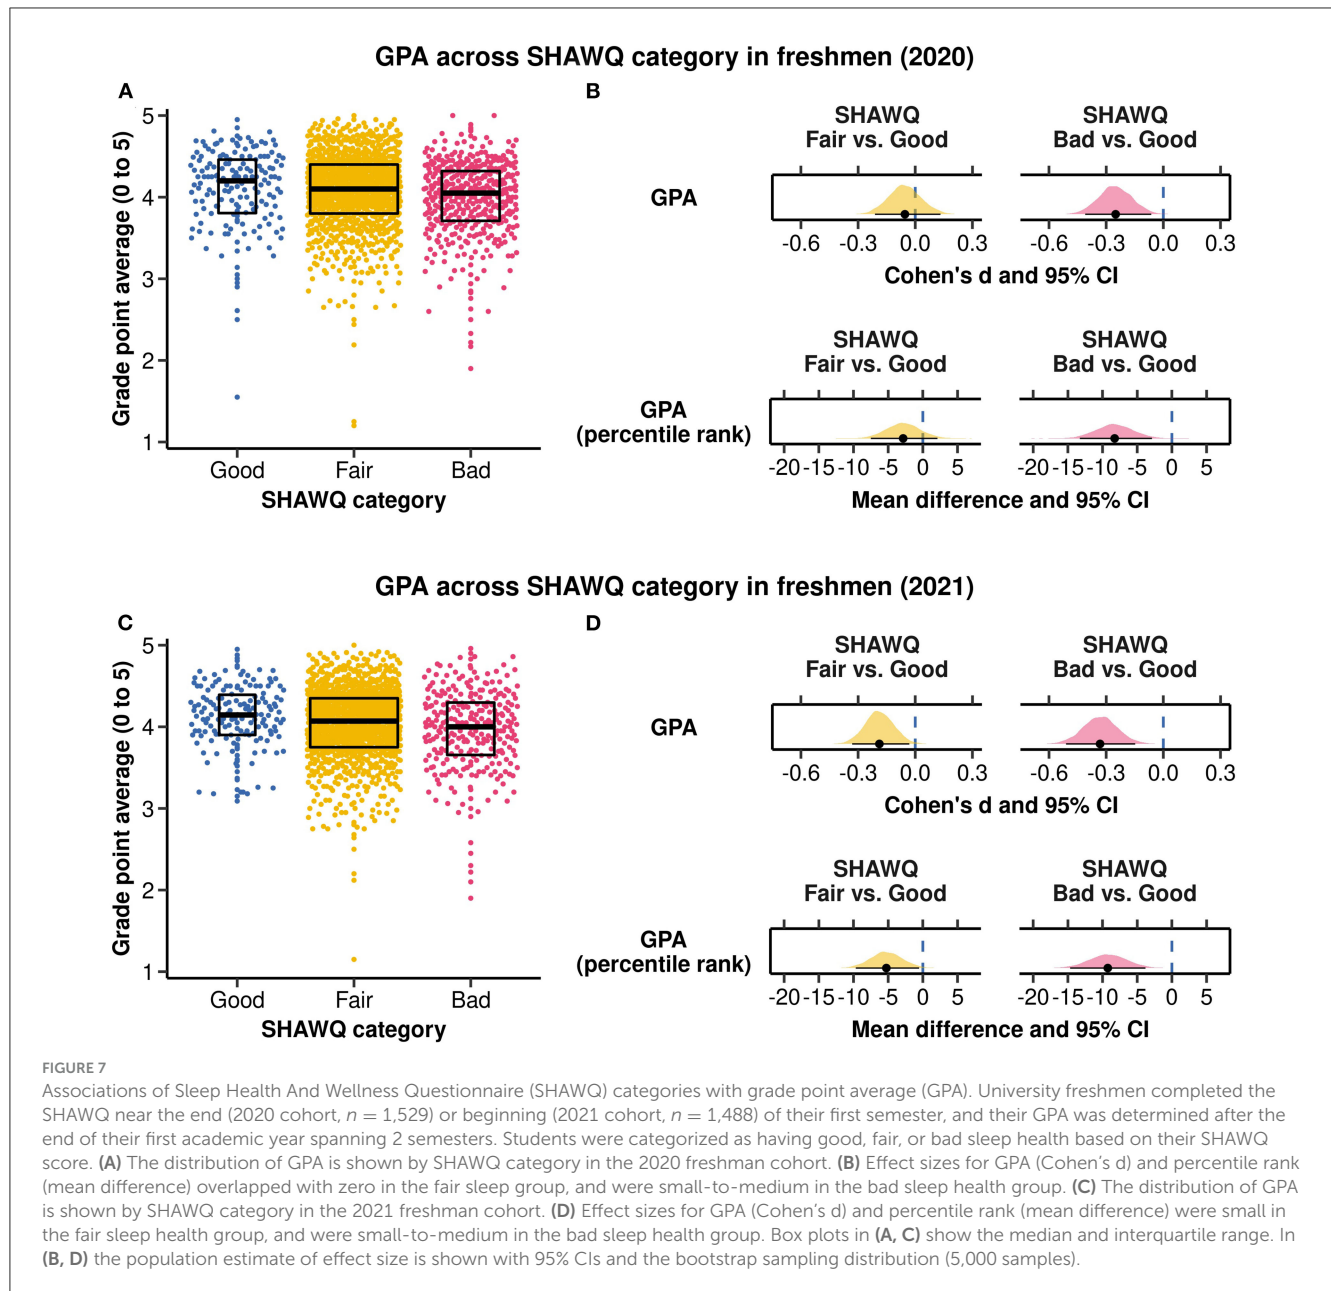 GPA across SHAWQ category in freshmen (2020)
A
Grade point average (0 to 5)
5
4
3
2
1
Good Fair Bad
SHAWQ category
B
SHAWQ
Fair vs. Good
SHAWQ
Bad vs. Good
GPA
-0.6 -0.3 0.0 0.3
-0.6 -0.3 0.0 0.3
Cohen's d and 95% CI
SHAWQ
Fair vs. Good
SHAWQ
Bad vs. Good
GPA
(percentile rank)
-20 -15 -10 -5 0 5
-20 -15 -10 -5 0 5
Mean difference and 95% CI
GPA across SHAWQ category in freshmen (2021)
C
Grade point average (0 to 5)
5
4
3
2
1
Good Fair Bad
SHAWQ category
D
SHAWQ
Fair vs. Good
SHAWQ
Bad vs. Good
GPA
-0.6 -0.3 0.0 0.3
-0.6 -0.3 0.0 0.3
Cohen's d and 95% CI
SHAWQ
Fair vs. Good
SHAWQ
Bad vs. Good
GPA
(percentile rank)
-20 -15 -10 -5 0 5
-20 -15 -10 -5 0 5
Mean difference and 95% CI
FIGURE 7
Associations of Sleep Health And Wellness Questionnaire (SHAWQ) categories with grade point average (GPA). University freshmen completed the
SHAWQ near the end (2020 cohort, n = 1,529) or beginning (2021 cohort, n = 1,488) of their first semester, and their GPA was determined after the
end of their first academic year spanning 2 semesters. Students were categorized as having good, fair, or bad sleep health based on their SHAWQ
score. (A) The distribution of GPA is shown by SHAWQ category in the 2020 freshman cohort. (B) Effect sizes for GPA (Cohen's d) and percentile rank
(mean difference) overlapped with zero in the fair sleep group, and were small-to-medium in the bad sleep health group. (C) The distribution of GPA
is shown by SHAWQ category in the 2021 freshman cohort. (D) Effect sizes for GPA (Cohen's d) and percentile rank (mean difference) were small in
the fair sleep health group, and were small-to-medium in the bad sleep health group. Box plots in (A, C) show the median and interquartile range. In
(B, D) the population estimate of effect size is shown with 95% CIs and the bootstrap sampling distribution (5,000 samples).